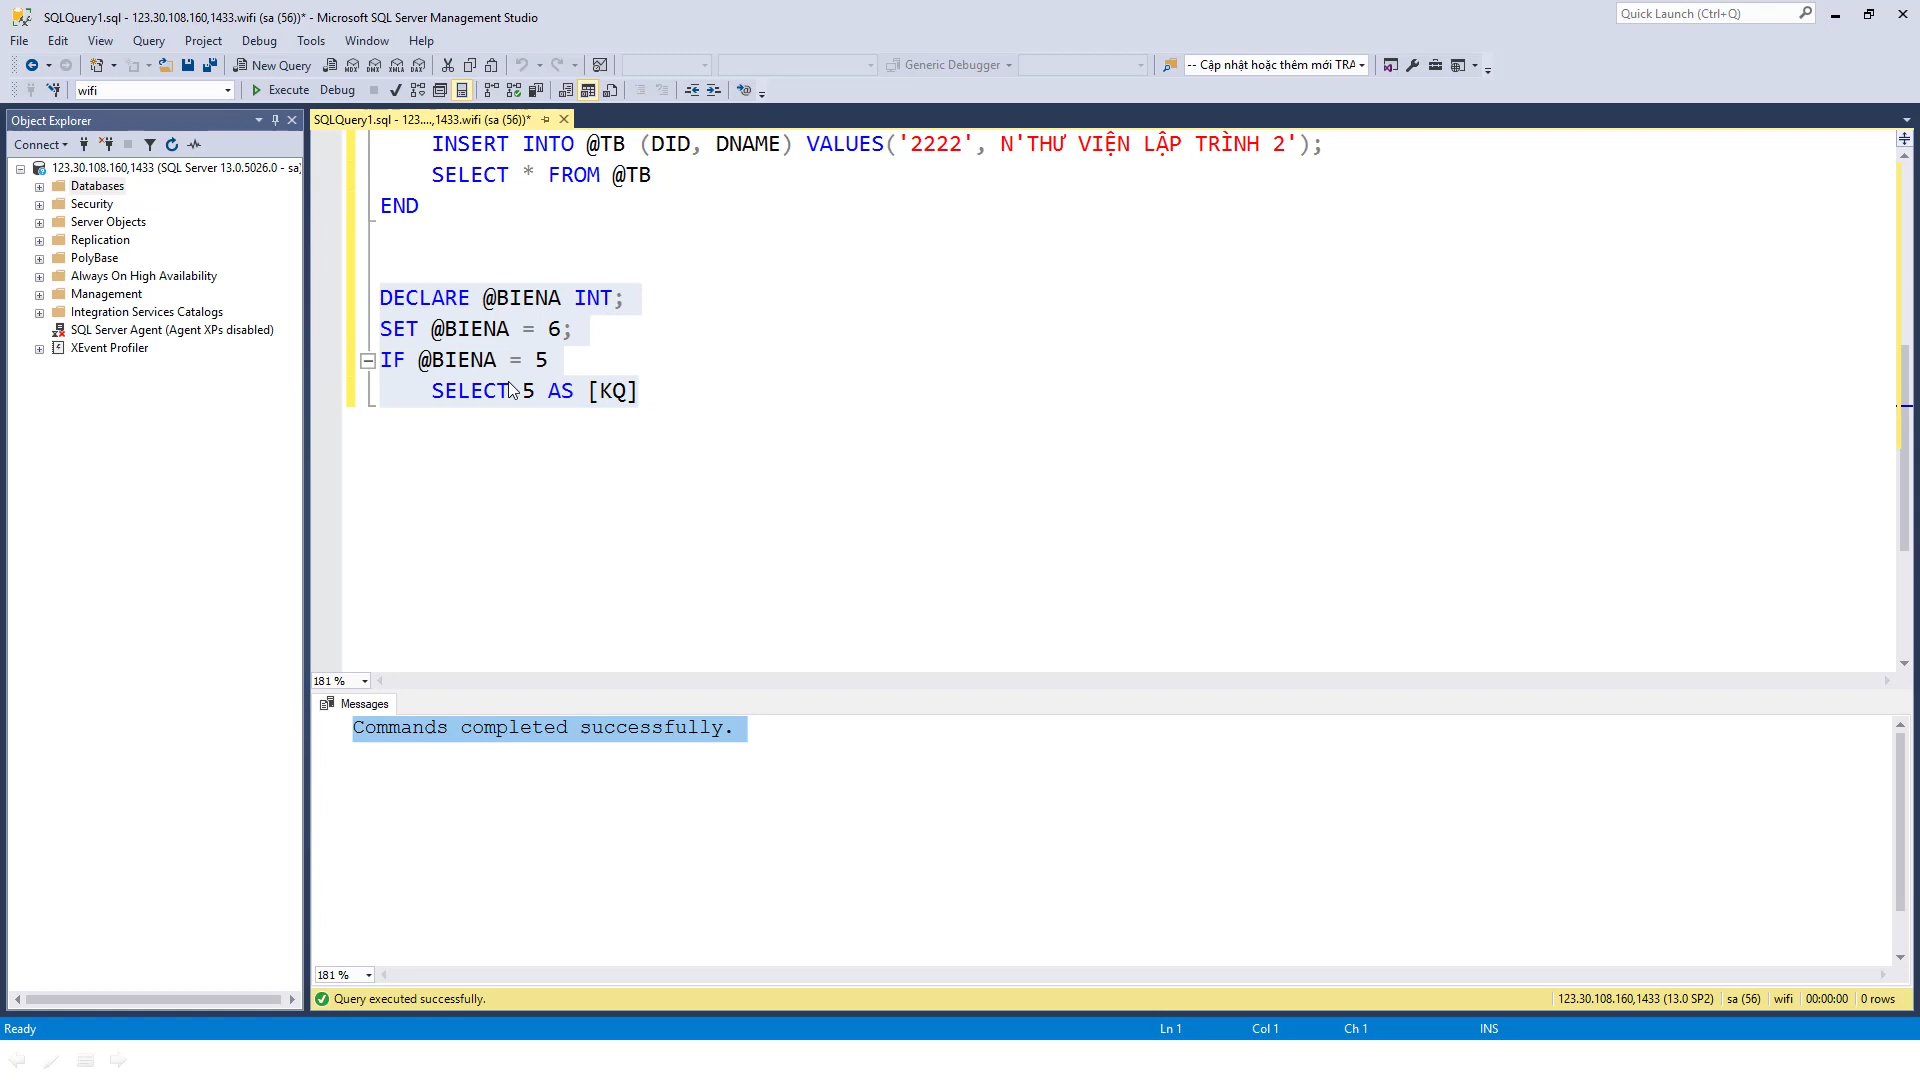 SQLQuery1.sql - 123.30.108.160,1433.wifi (sa (56))* - Microsoft SQL Server Management Studio
Quick Launch (Ctrl+Q)
File Edit View Query Project Debug Tools Window Help
New Query
Generic Debugger
-- Cập nhật hoặc thêm mới TRA
wifi
Execute Debug
Object Explorer
SQLQuery1.sql - 123....,1433.wifi (sa (56))*
Connect
123.30.108.160,1433 (SQL Server 13.0.5026.0 - sa)
Databases
Security
Server Objects
Replication
PolyBase
Always On High Availability
Management
Integration Services Catalogs
SQL Server Agent (Agent XPs disabled)
XEvent Profiler
INSERT INTO @TB (DID, DNAME) VALUES('2222', N'THƯ VIỆN LẬP TRÌNH 2');
SELECT * FROM @TB
END
DECLARE @BIENA INT;
SET @BIENA = 6;
IF @BIENA = 5
SELECT 5 AS [KQ]
181 %
Messages
Commands completed successfully.
181 %
Query executed successfully.
123.30.108.160,1433 (13.0 SP2) sa (56) wifi 00:00:00 0 rows
Ready
Ln 1 Col 1 Ch 1 INS